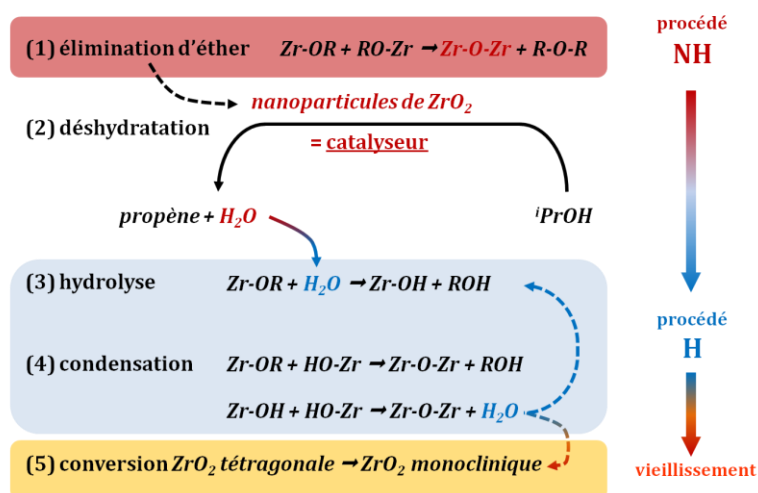 procédé
NH
(1) élimination d'éther Zr-OR + RO-Zr → Zr-O-Zr + R-O-R
nanoparticules de ZrO₂
(2) déshydratation
= catalyseur
propène + H₂O
ⁱPrOH
(3) hydrolyse Zr-OR + H₂O → Zr-OH + ROH
procédé
H
(4) condensation Zr-OR + HO-Zr → Zr-O-Zr + ROH
Zr-OH + HO-Zr → Zr-O-Zr + H₂O
(5) conversion ZrO₂ tétragonale → ZrO₂ monoclinique
vieillissement